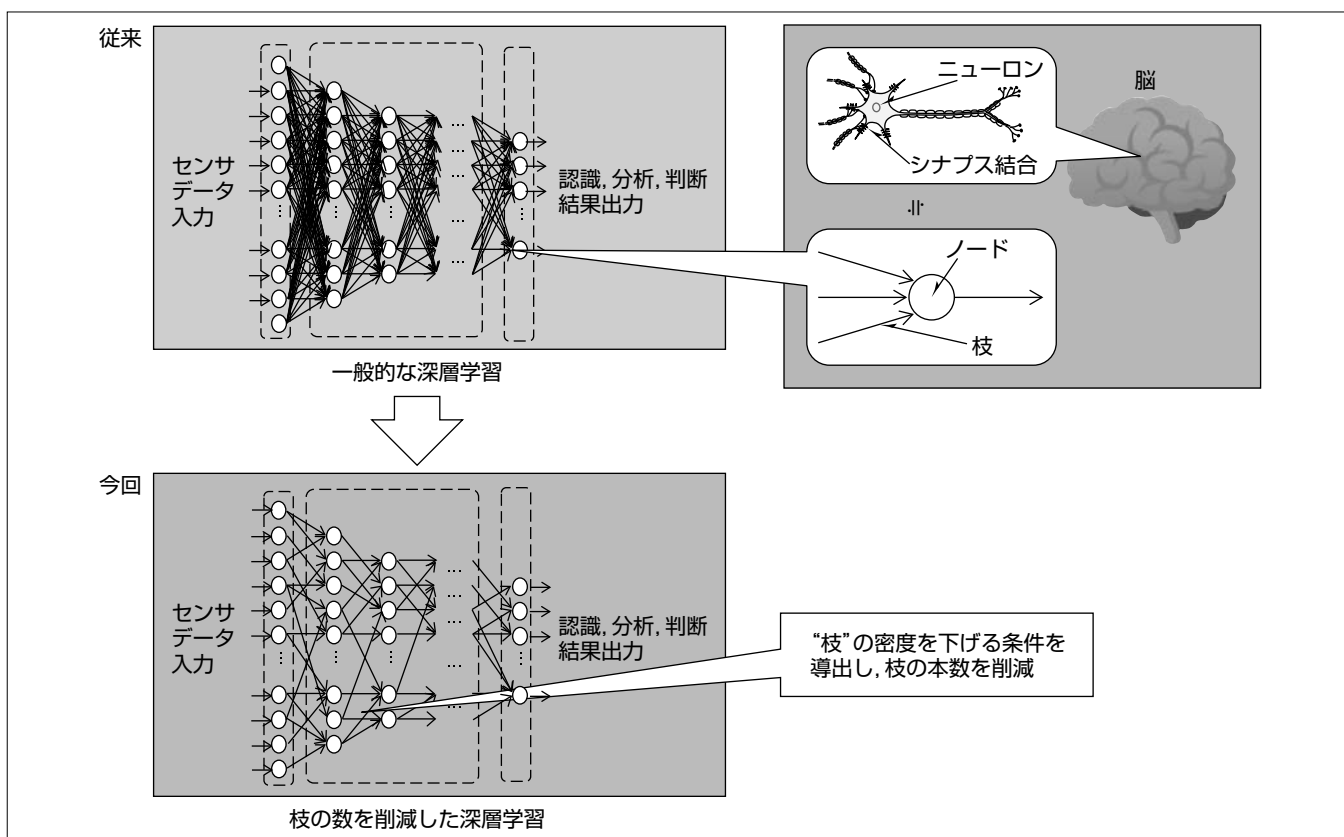 従来
センサ
データ
入力
認識, 分析, 判断
結果出力
一般的な深層学習
ニューロン
シナプス結合
脳
ノード
枝
今回
センサ
データ
入力
認識, 分析, 判断
結果出力
“枝”の密度を下げる条件を
導出し, 枝の本数を削減
枝の数を削減した深層学習